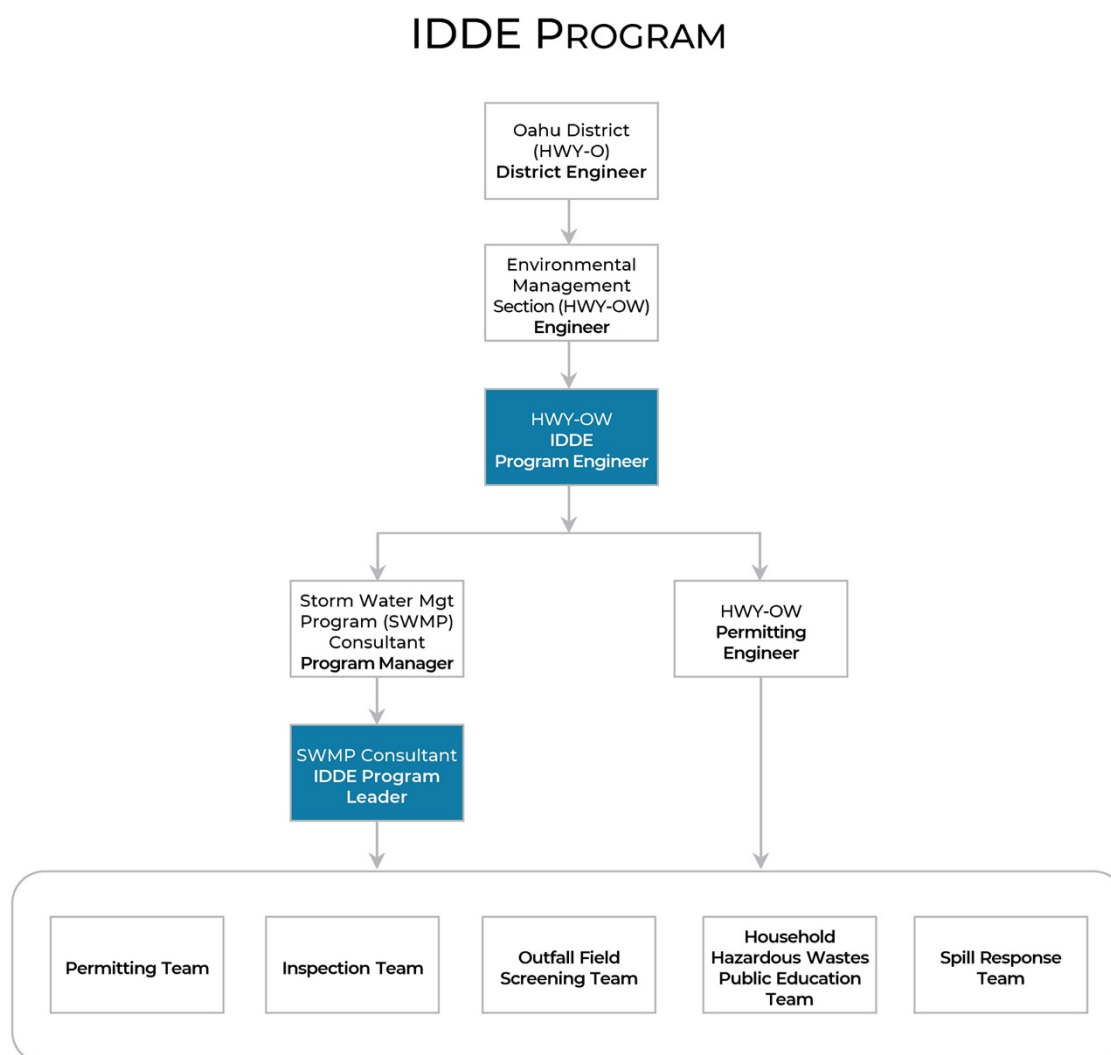 IDDE PROGRAM
Oahu District
(HWY-O)
District Engineer
Environmental
Management
Section (HWY-OW)
Engineer
HWY-OW
IDDE
Program Engineer
Storm Water Mgt
Program (SWMP)
Consultant
Program Manager
HWY-OW
Permitting
Engineer
SWMP Consultant
IDDE Program
Leader
Permitting Team
Inspection Team
Outfall Field
Screening Team
Household
Hazardous Wastes
Public Education
Team
Spill Response
Team